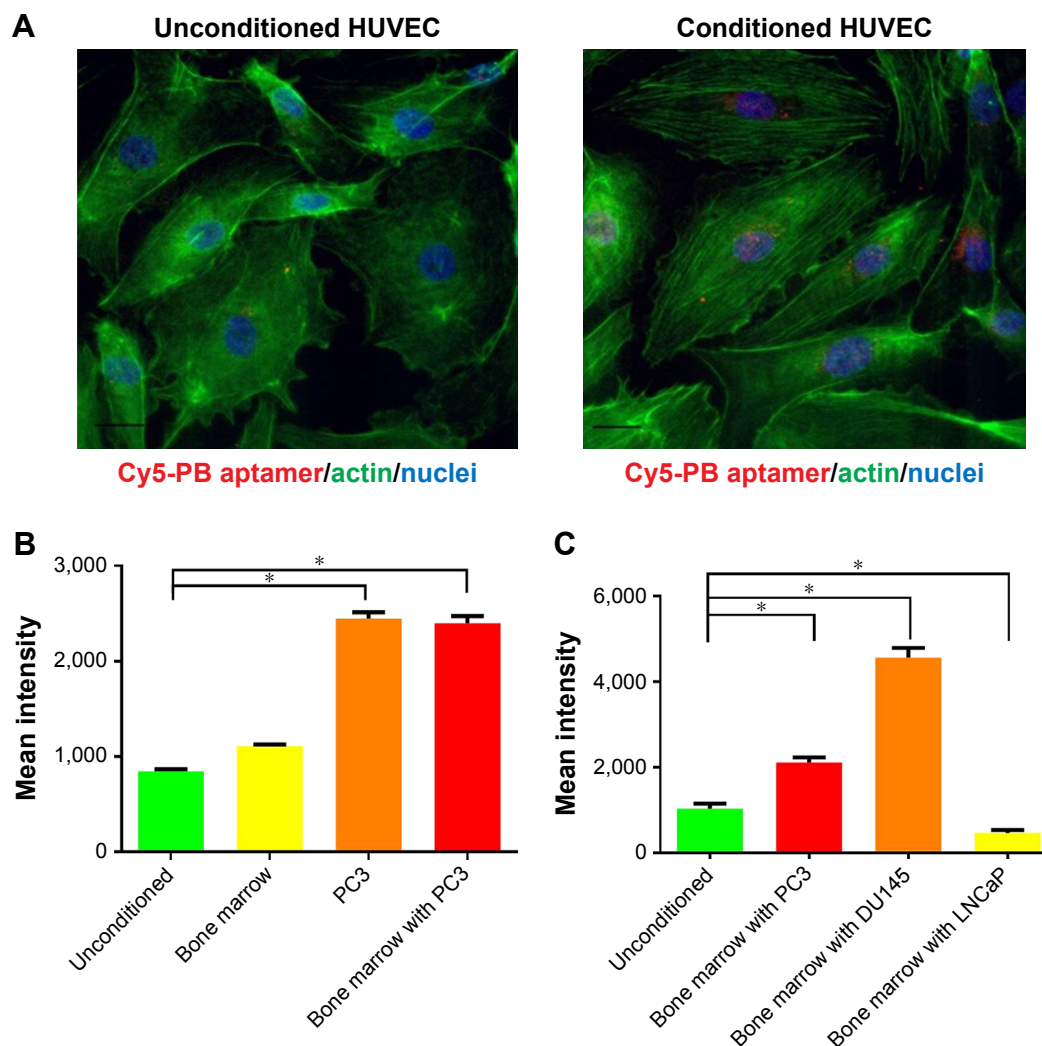 A
Unconditioned HUVEC
Conditioned HUVEC
Cy5-PB aptamer/actin/nuclei
Cy5-PB aptamer/actin/nuclei
B
Mean intensity
3,000
2,000
1,000
0
*
*
Unconditioned
Bone marrow
PC3
Bone marrow with PC3
C
Mean intensity
6,000
4,000
2,000
0
*
*
*
Unconditioned
Bone marrow with PC3
Bone marrow with DU145
Bone marrow with LNCaP